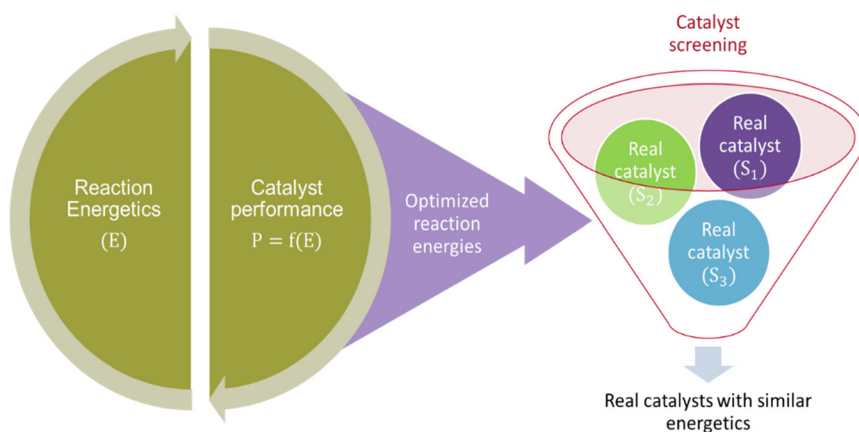 Reaction
Energetics
(E)
Catalyst
performance
P = f(E)
Optimized
reaction
energies
Catalyst
screening
Real
catalyst
(S₁)
Real
catalyst
(S₂)
Real
catalyst
(S₃)
Real catalysts with similar
energetics